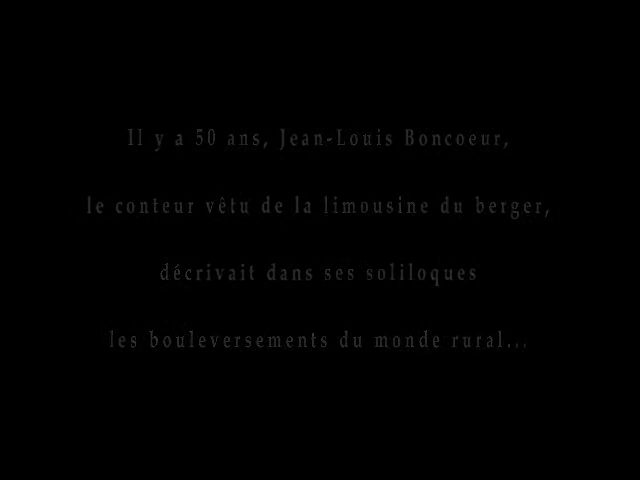 Il y a 50 ans, Jean-Louis Boncoeur,
le conteur vêtu de la limousine du berger,
décrivait dans ses soliloques
les bouleversements du monde rural...